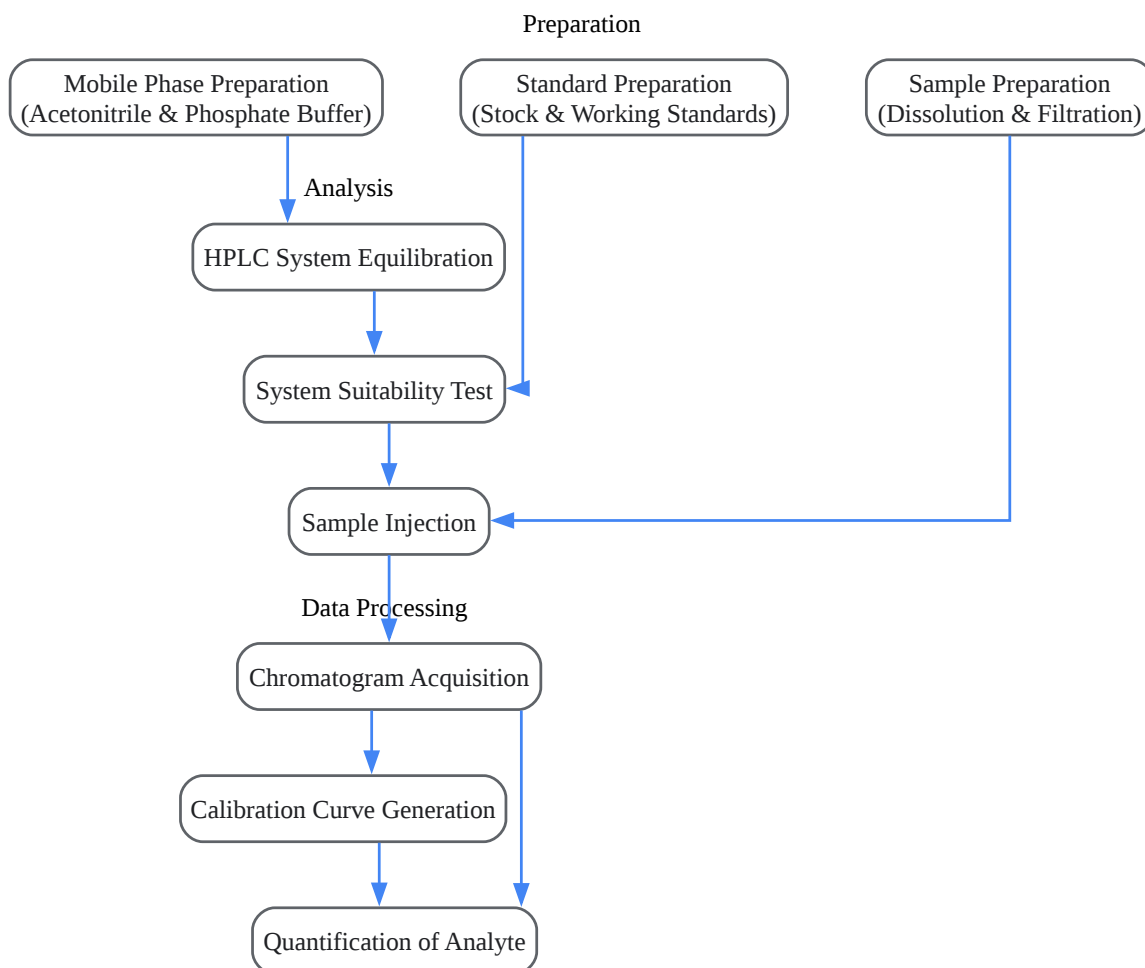 Preparation
Mobile Phase Preparation
(Acetonitrile & Phosphate Buffer)
Standard Preparation
(Stock & Working Standards)
Sample Preparation
(Dissolution & Filtration)
Analysis
HPLC System Equilibration
System Suitability Test
Sample Injection
Data Processing
Chromatogram Acquisition
Calibration Curve Generation
Quantification of Analyte